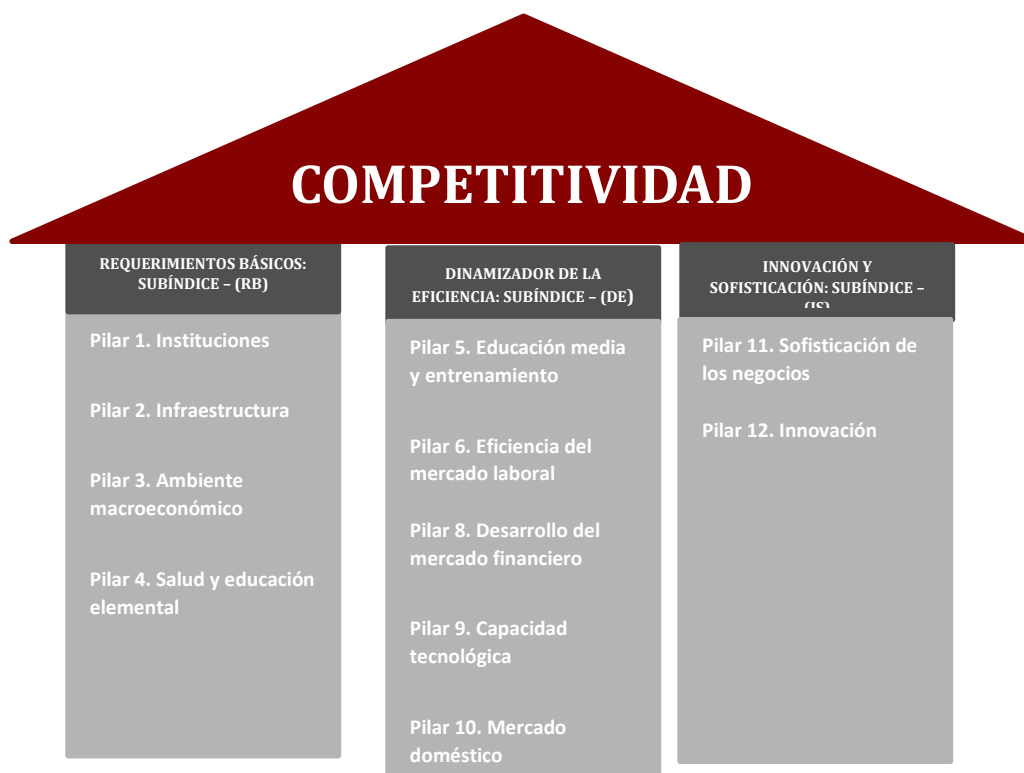 COMPETITIVIDAD
REQUERIMIENTOS BÁSICOS:
SUBÍNDICE – (RB)
Pilar 1. Instituciones
Pilar 2. Infraestructura
Pilar 3. Ambiente
macroeconómico
Pilar 4. Salud y educación
elemental
DINAMIZADOR DE LA
EFICIENCIA: SUBÍNDICE – (DE)
Pilar 5. Educación media
y entrenamiento
Pilar 6. Eficiencia del
mercado laboral
Pilar 8. Desarrollo del
mercado financiero
Pilar 9. Capacidad
tecnológica
Pilar 10. Mercado
doméstico
INNOVACIÓN Y
SOFISTICACIÓN: SUBÍNDICE –
(IS)
Pilar 11. Sofisticación de
los negocios
Pilar 12. Innovación